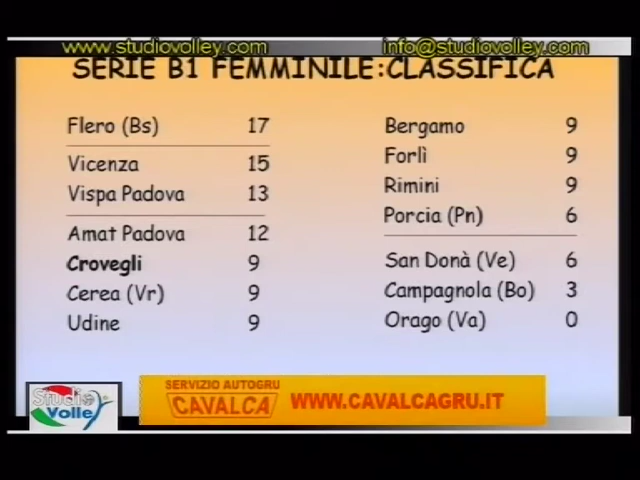 www.studiovolley.com
info@studiovolley.com
SERIE B1 FEMMINILE:CLASSIFICA
Flero (Bs) 17
Vicenza 15
Vispa Padova 13
Amat Padova 12
Crovegli 9
Cerea (Vr) 9
Udine 9
Bergamo 9
Forlì 9
Rimini 9
Porcia (Pn) 6
San Donà (Ve) 6
Campagnola (Bo) 3
Orago (Va) 0
Studio
Volley
SERVIZIO AUTOGRU
CAVALCA
WWW.CAVALCAGRU.IT